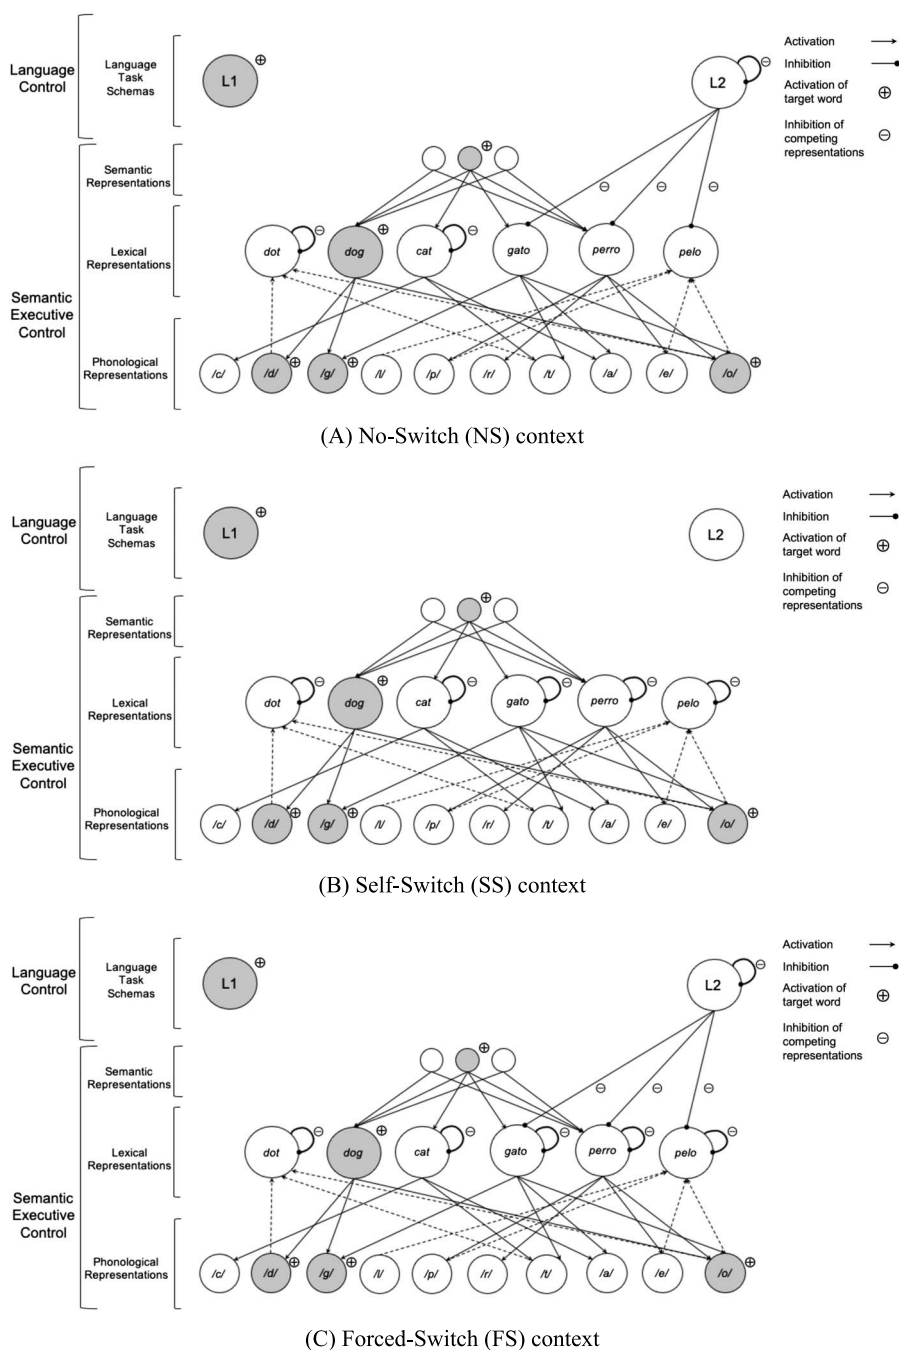 Language
Control
Language
Task
Schemas
L1
⊕
L2
⊖
Activation
Inhibition
Activation of
target word
⊕
Inhibition of
competing
representations
⊖
Semantic
Executive
Control
Semantic
Representations
⊕
⊖ ⊖ ⊖
Lexical
Representations
dot ⊖ dog ⊕ cat ⊖ gato perro pelo
Phonological
Representations
/c/ /d/ ⊕ /g/ ⊕ /l/ /p/ /r/ /t/ /a/ /e/ /o/ ⊕
(A) No-Switch (NS) context
Language
Control
Language
Task
Schemas
L1
⊕
L2
Activation
Inhibition
Activation of
target word
⊕
Inhibition of
competing
representations
⊖
Semantic
Executive
Control
Semantic
Representations
⊕
Lexical
Representations
dot ⊖ dog ⊕ cat ⊖ gato ⊖ perro ⊖ pelo ⊖
Phonological
Representations
/c/ /d/ ⊕ /g/ ⊕ /l/ /p/ /r/ /t/ /a/ /e/ /o/ ⊕
(B) Self-Switch (SS) context
Language
Control
Language
Task
Schemas
L1
⊕
L2
⊖
Activation
Inhibition
Activation of
target word
⊕
Inhibition of
competing
representations
⊖
Semantic
Executive
Control
Semantic
Representations
⊕
⊖ ⊖ ⊖
Lexical
Representations
dot ⊖ dog ⊕ cat ⊖ gato ⊖ perro ⊖ pelo ⊖
Phonological
Representations
/c/ /d/ ⊕ /g/ ⊕ /l/ /p/ /r/ /t/ /a/ /e/ /o/ ⊕
(C) Forced-Switch (FS) context